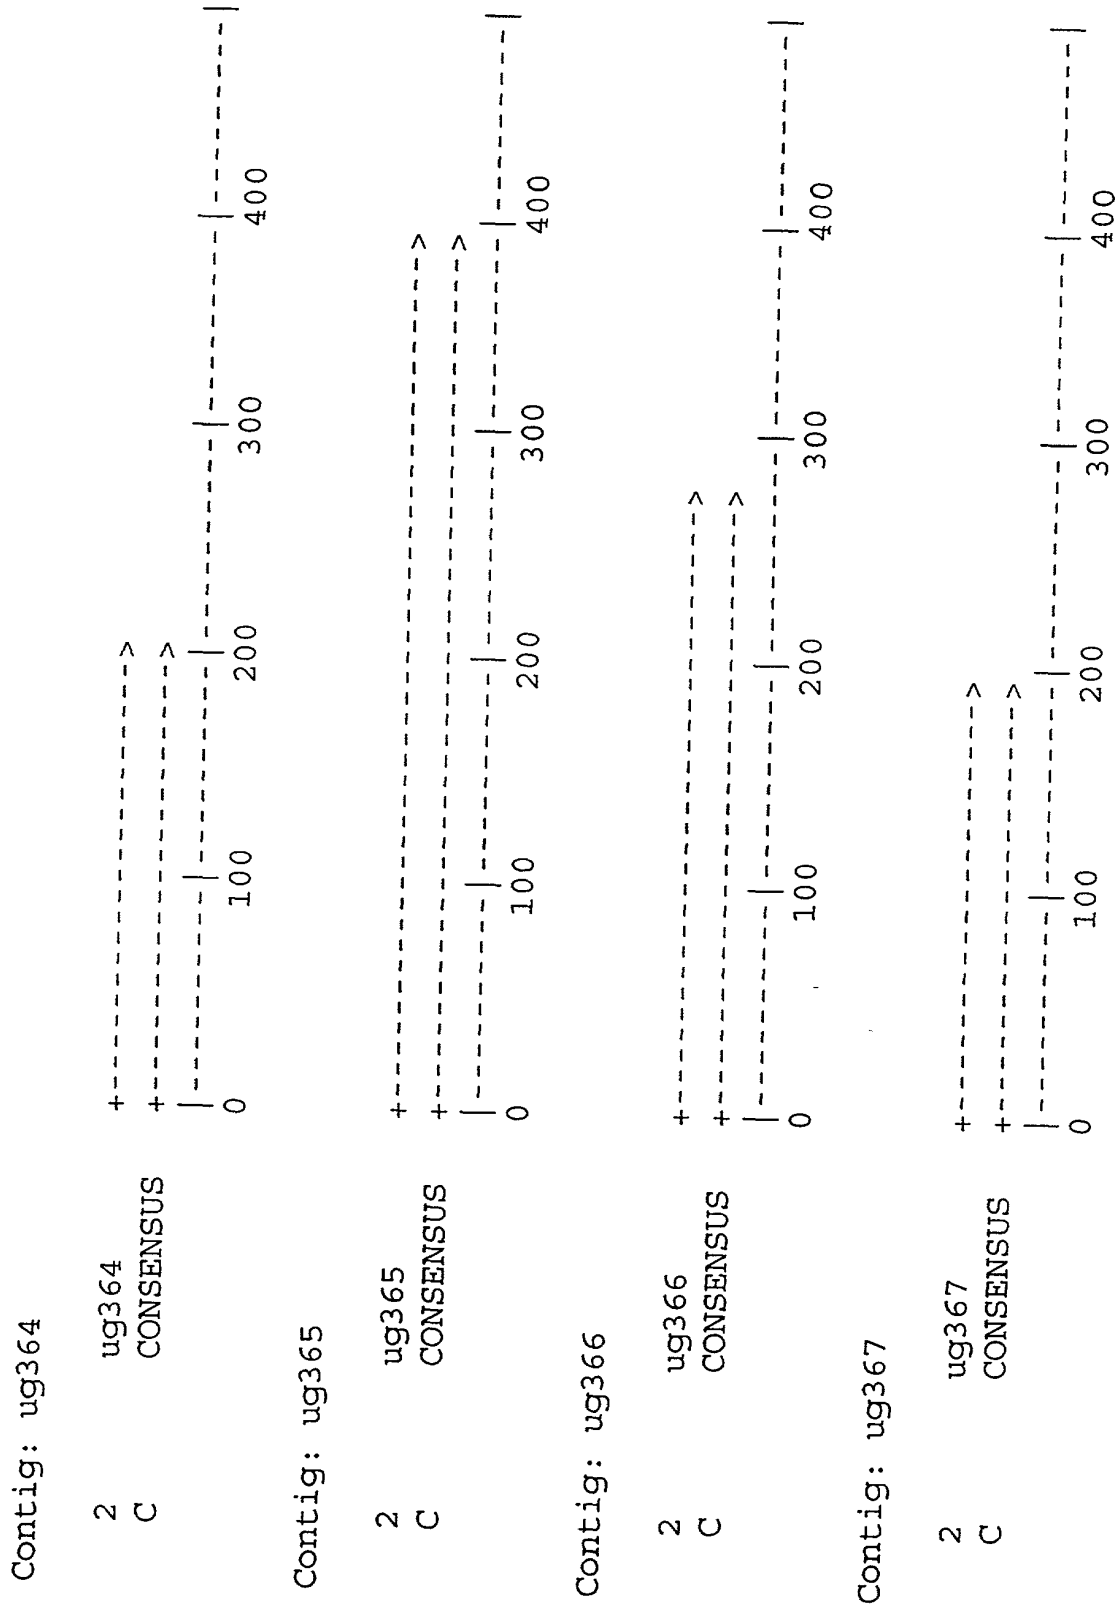 Contig: ug364
2 ug364 +-------------------->
C CONSENSUS +-------------------->
|----------|----------|----------|----------|----------|
0 100 200 300 400
Contig: ug365
2 ug365 +-------------------------------------->
C CONSENSUS +-------------------------------------->
|----------|----------|----------|----------|----------|
0 100 200 300 400
Contig: ug366
2 ug366 +--------------------------->
C CONSENSUS +--------------------------->
|----------|----------|----------|----------|----------|
0 100 200 300 400
Contig: ug367
2 ug367 +------------------->
C CONSENSUS +------------------->
|----------|----------|----------|----------|----------|
0 100 200 300 400